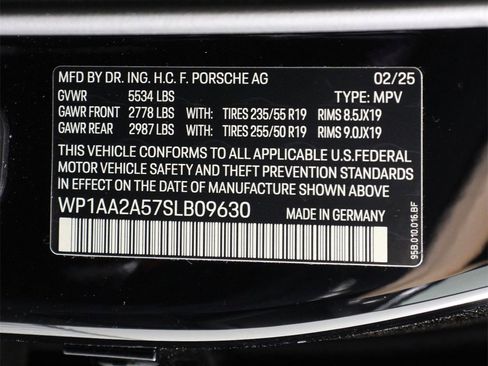 MFD BY DR. ING. H.C. F. PORSCHE AG 02/25
GVWR 5534 LBS TYPE: MPV
GAWR FRONT 2778 LBS WITH: TIRES 235/55 R19 RIMS 8.5JX19
GAWR REAR 2987 LBS WITH: TIRES 255/50 R19 RIMS 9.0JX19
THIS VEHICLE CONFORMS TO ALL APPLICABLE U.S.FEDERAL
MOTOR VEHICLE SAFETY AND THEFT PREVENTION STANDARDS
IN EFFECT ON THE DATE OF MANUFACTURE SHOWN ABOVE.
WP1AA2A57SLB09630 MADE IN GERMANY
95B.010.016.BF